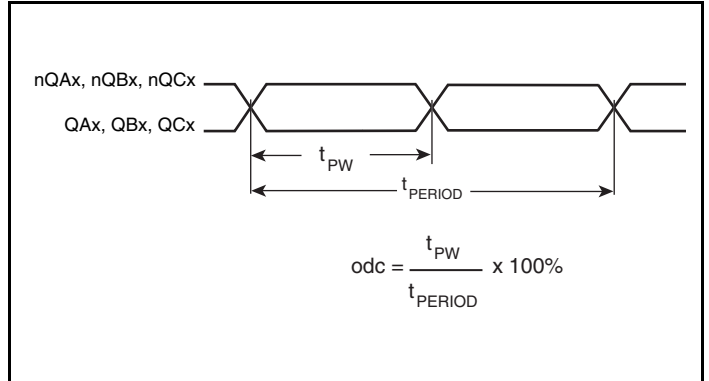 nQAx, nQBx, nQCx
QAx, QBx, QCx
tPW
tPERIOD
odc = tPW / tPERIOD x 100%